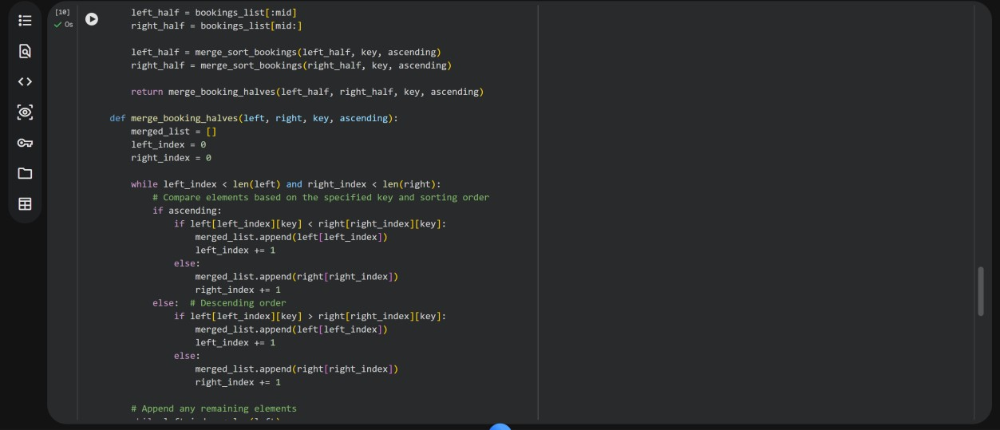 [10]
0s
left_half = bookings_list[:mid]
right_half = bookings_list[mid:]
left_half = merge_sort_bookings(left_half, key, ascending)
right_half = merge_sort_bookings(right_half, key, ascending)
return merge_booking_halves(left_half, right_half, key, ascending)
def merge_booking_halves(left, right, key, ascending):
merged_list = []
left_index = 0
right_index = 0
while left_index < len(left) and right_index < len(right):
# Compare elements based on the specified key and sorting order
if ascending:
if left[left_index][key] < right[right_index][key]:
merged_list.append(left[left_index])
left_index += 1
else:
merged_list.append(right[right_index])
right_index += 1
else:  # Descending order
if left[left_index][key] > right[right_index][key]:
merged_list.append(left[left_index])
left_index += 1
else:
merged_list.append(right[right_index])
right_index += 1
# Append any remaining elements